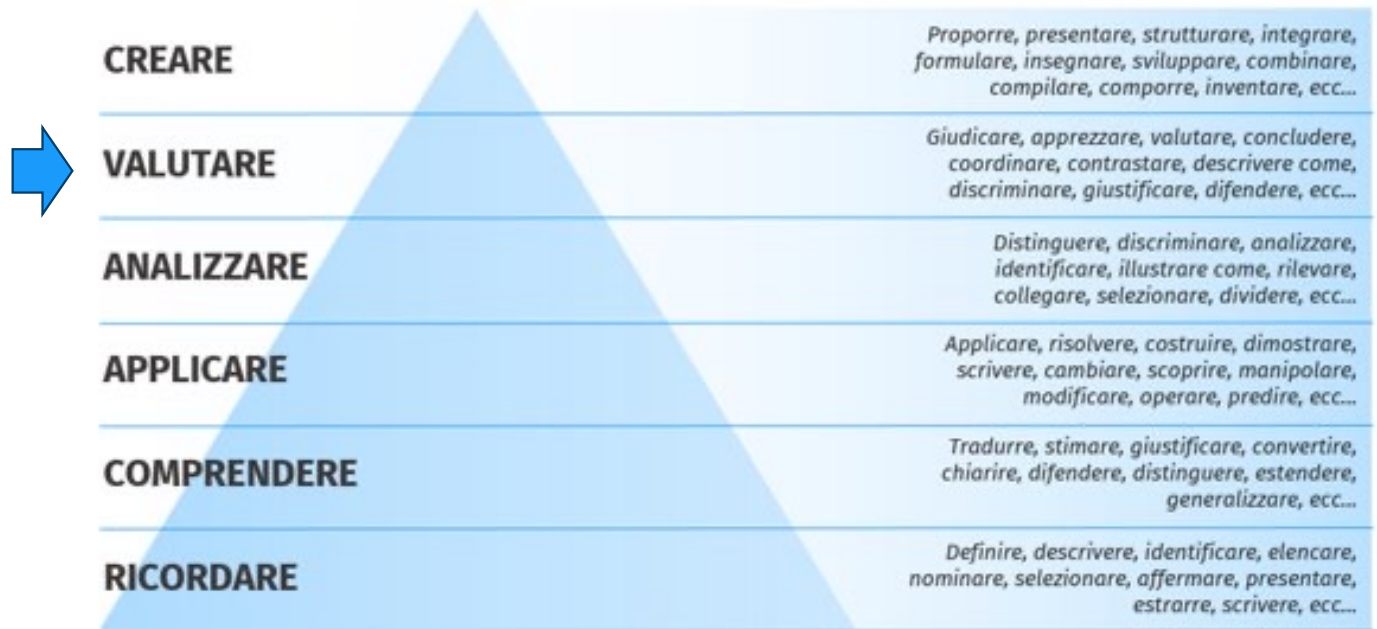 CREARE
Proporre, presentare, strutturare, integrare,
formulare, insegnare, sviluppare, combinare,
compilare, comporre, inventare, ecc...
VALUTARE
Giudicare, apprezzare, valutare, concludere,
coordinare, contrastare, descrivere come,
discriminare, giustificare, difendere, ecc...
ANALIZZARE
Distinguere, discriminare, analizzare,
identificare, illustrare come, rilevare,
collegare, selezionare, dividere, ecc...
APPLICARE
Applicare, risolvere, costruire, dimostrare,
scrivere, cambiare, scoprire, manipolare,
modificare, operare, predire, ecc...
COMPRENDERE
Tradurre, stimare, giustificare, convertire,
chiarire, difendere, distinguere, estendere,
generalizzare, ecc...
RICORDARE
Definire, descrivere, identificare, elencare,
nominare, selezionare, affermare, presentare,
estrarre, scrivere, ecc...